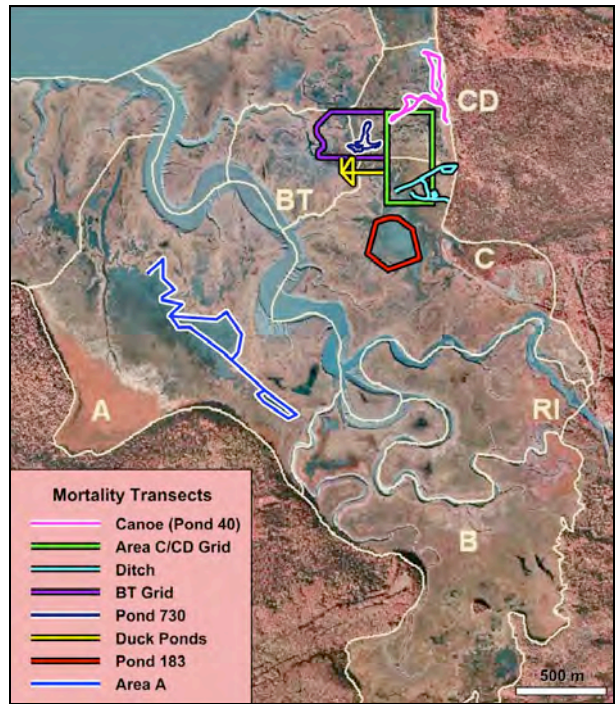 CD
BT
C
A
RI
B
Mortality Transects
Canoe (Pond 40)
Area C/CD Grid
Ditch
BT Grid
Pond 730
Duck Ponds
Pond 183
Area A
500 m